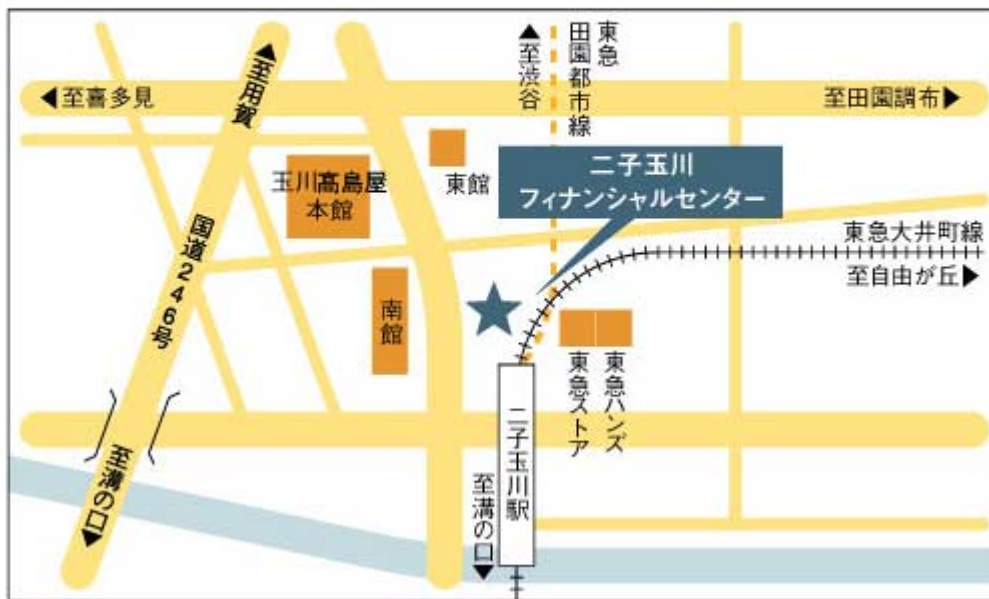 ◀至喜多見
▲至用賀
国道246号
至溝の口▼
玉川髙島屋
本館
東館
南館
▲至渋谷
東急
田園都市線
至田園調布▶
二子玉川
フィナンシャルセンター
東急大井町線
至自由が丘▶
東急ストア
東急ハンズ
二子玉川駅
至溝の口▼